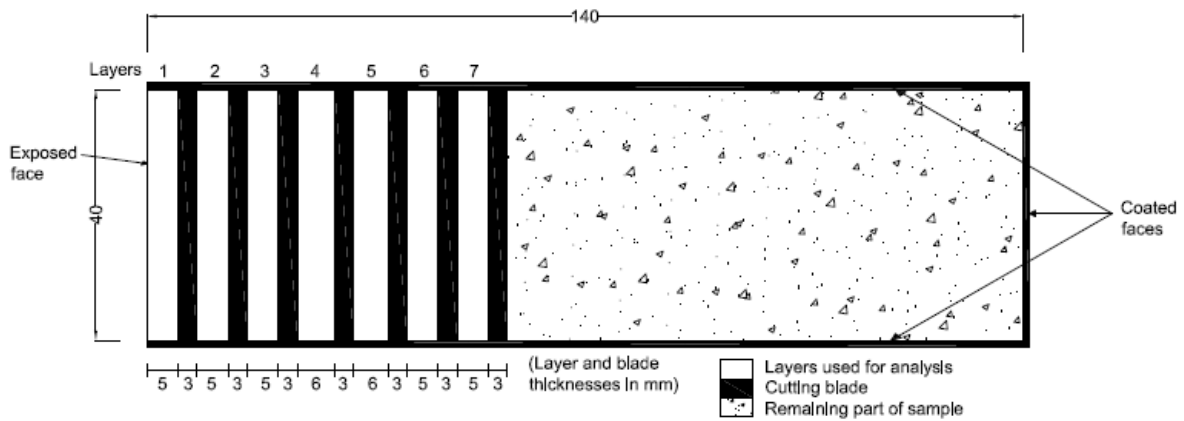 140
Layers 1 2 3 4 5 6 7
Exposed
face
40
Coated
faces
5 3 5 3 5 3 6 3 6 3 5 3 5 3
(Layer and blade
thicknesses in mm)
Layers used for analysis
Cutting blade
Remaining part of sample